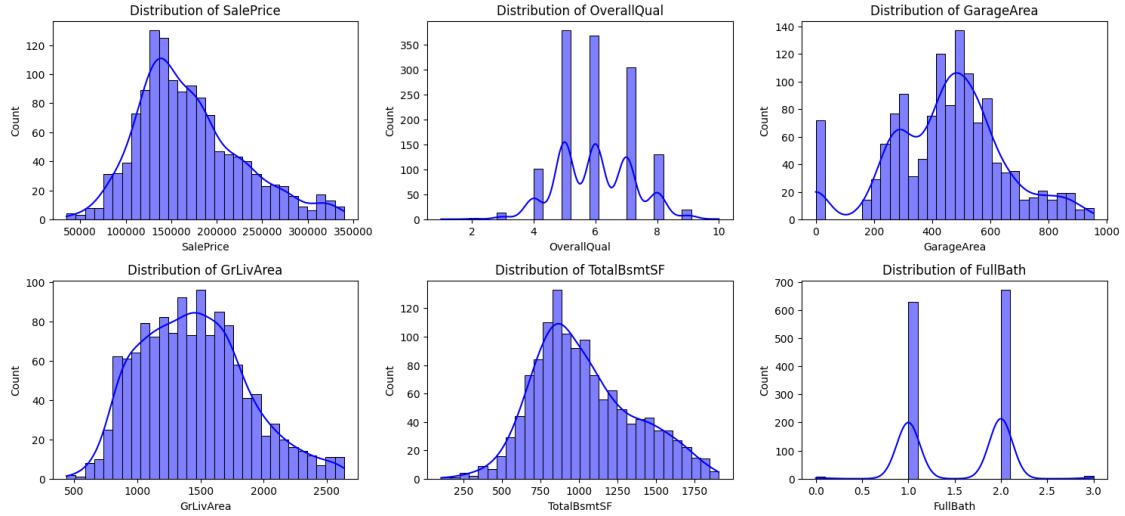 Distribution of SalePrice
Count
120
100
80
60
40
20
0
50000 100000 150000 200000 250000 300000 350000
SalePrice
Distribution of OverallQual
Count
350
300
250
200
150
100
50
0
2 4 6 8 10
OverallQual
Distribution of GarageArea
Count
140
120
100
80
60
40
20
0
0 200 400 600 800 1000
GarageArea
Distribution of GrLivArea
Count
100
80
60
40
20
0
500 1000 1500 2000 2500
GrLivArea
Distribution of TotalBsmtSF
Count
120
100
80
60
40
20
0
250 500 750 1000 1250 1500 1750
TotalBsmtSF
Distribution of FullBath
Count
700
600
500
400
300
200
100
0
0.0 0.5 1.0 1.5 2.0 2.5 3.0
FullBath